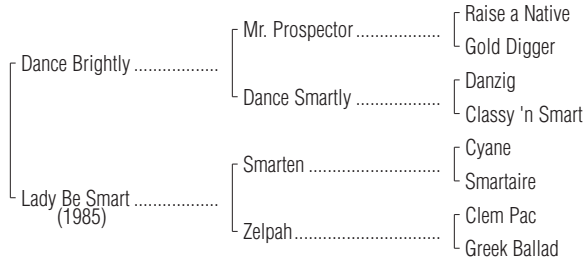 Raise a Native
Mr. Prospector ..................
Gold Digger
Dance Brightly ..................
Danzig
Dance Smartly ...................
Classy 'n Smart
Cyane
Smarten ............................
Smartaire
Lady Be Smart ..................
(1985)
Clem Pac
Zelpah...............................
Greek Ballad